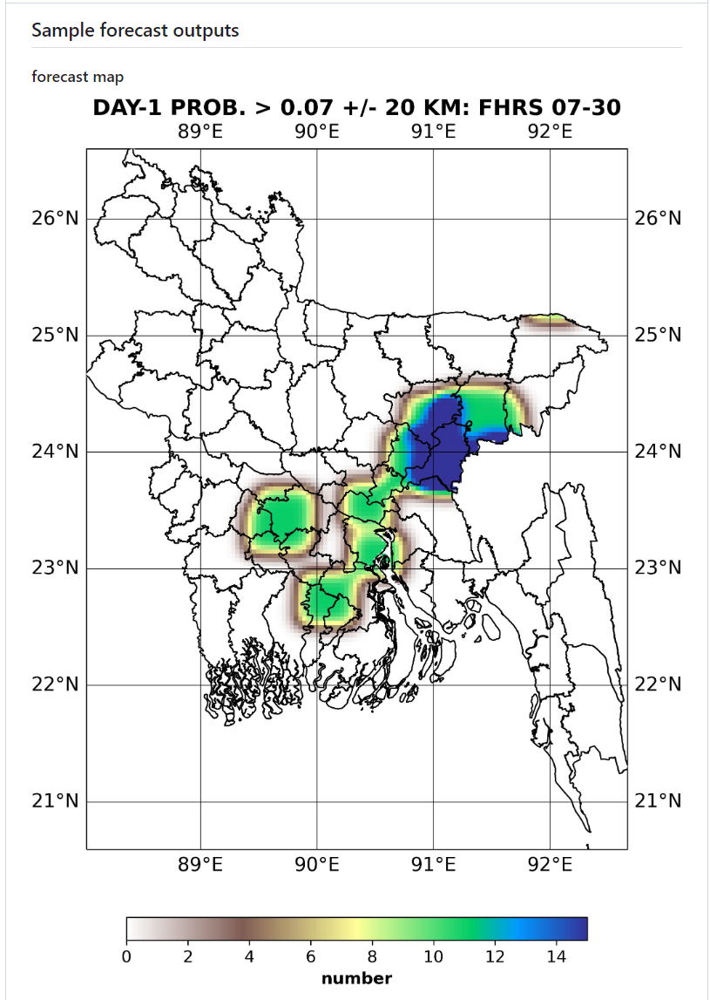 Sample forecast outputs
forecast map
DAY-1 PROB. > 0.07 +/- 20 KM: FHRS 07-30
89°E 90°E 91°E 92°E
26°N 26°N
25°N 25°N
24°N 24°N
23°N 23°N
22°N 22°N
21°N 21°N
89°E 90°E 91°E 92°E
0 2 4 6 8 10 12 14
number